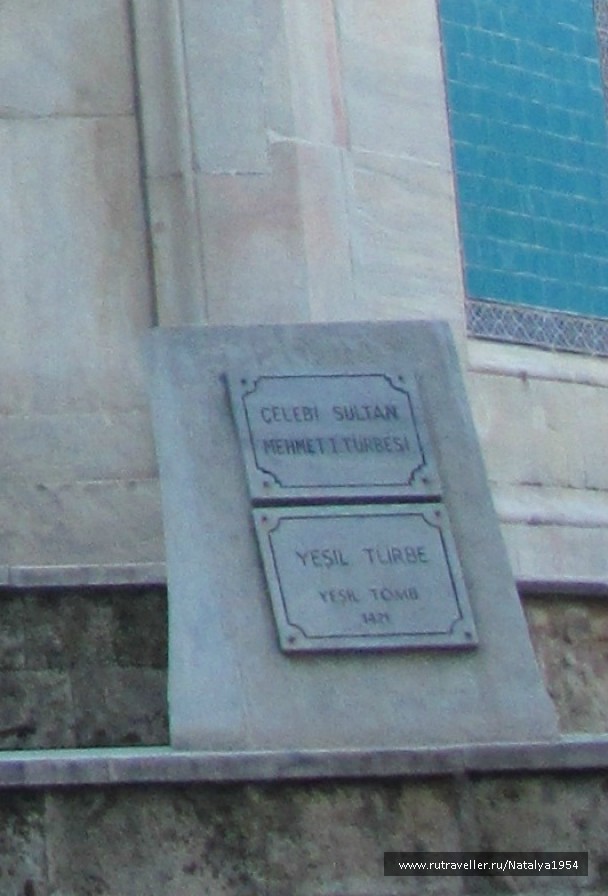 ÇELEBİ SULTAN
MEHMET I. TÜRBESİ
YEŞİL TÜRBE
YEŞİL TOMB
1421
www.rutraveller.ru/Natalya1954